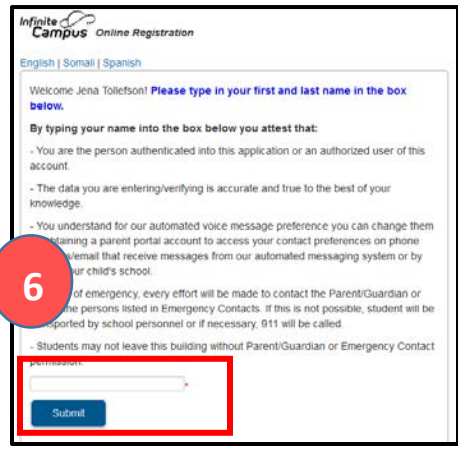 Infinite
Campus Online Registration
English | Somali | Spanish
Welcome Jena Tollefson! Please type in your first and last name in the box
below.
By typing your name into the box below you attest that:
- You are the person authenticated into this application or an authorized user of this
account.
- The data you are entering/verifying is accurate and true to the best of your
knowledge.
- You understand for our automated voice message preference you can change them
taining a parent portal account to access your contact preferences on phone
s/email that receive messages from our automated messaging system or by
ur child's school.
6
of emergency, every effort will be made to contact the Parent/Guardian or
ne persons listed in Emergency Contacts. If this is not possible, student will be
sported by school personnel or if necessary, 911 will be called.
- Students may not leave this building without Parent/Guardian or Emergency Contact
permission.
*
Submit